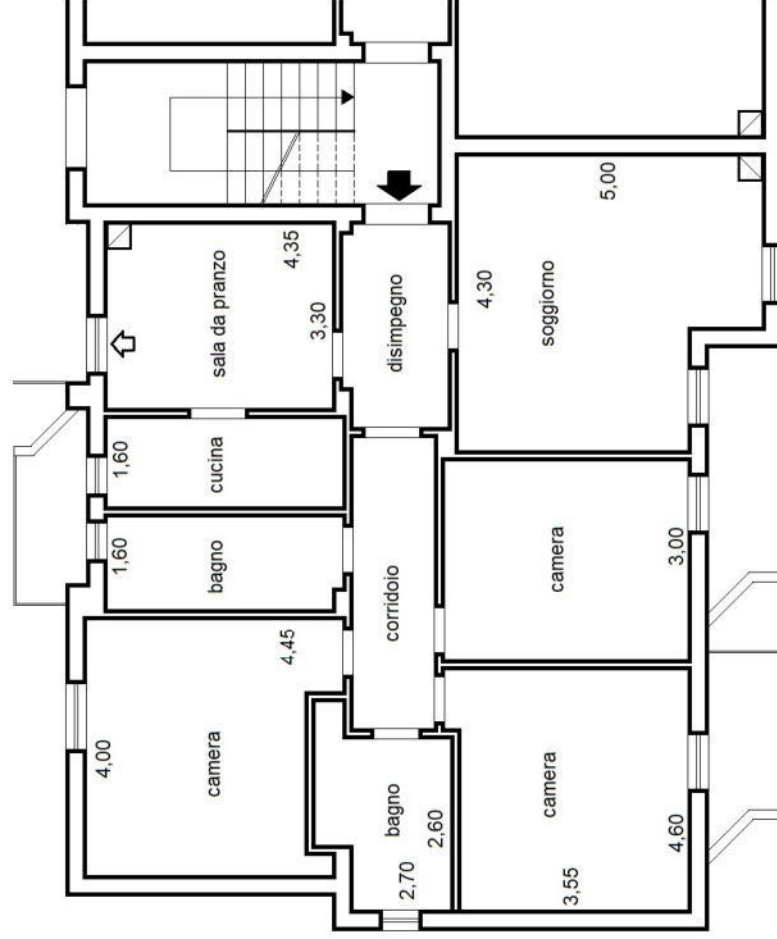 sala da pranzo
4,35
3,30
disimpegno
5,00
4,30
soggiorno
1,60
cucina
1,60
bagno
corridoio
camera
3,00
4,45
4,00
camera
bagno
2,60
2,70
camera
4,60
3,55